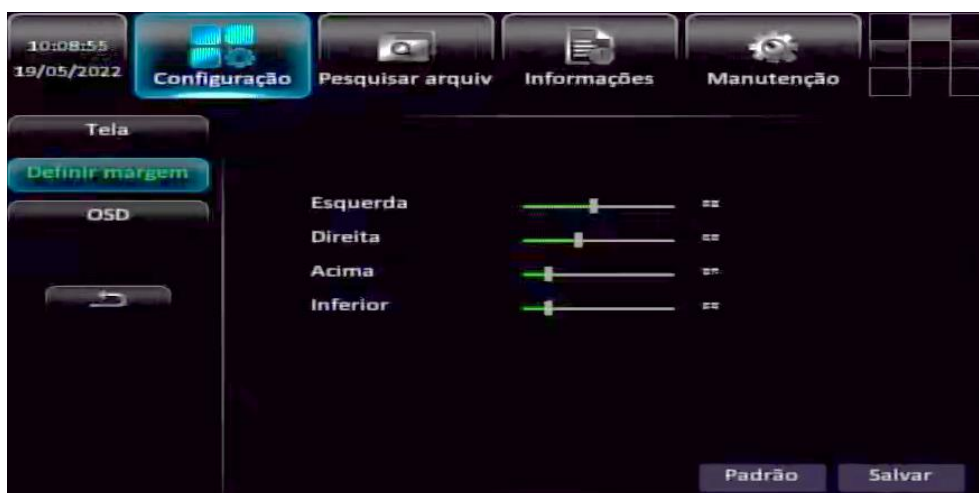 10:08:55
19/05/2022
Configuração
Pesquisar arquiv
Informações
Manutenção
Tela
Definir margem
OSD
Esquerda
Direita
Acima
Inferior
Padrão
Salvar